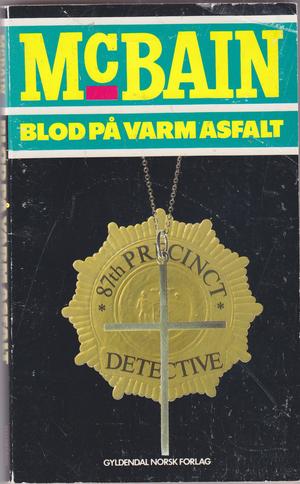 McBAIN
BLOD PÅ VARM ASFALT
* 87th PRECINCT *
DETECTIVE
GYLDENDAL NORSK FORLAG